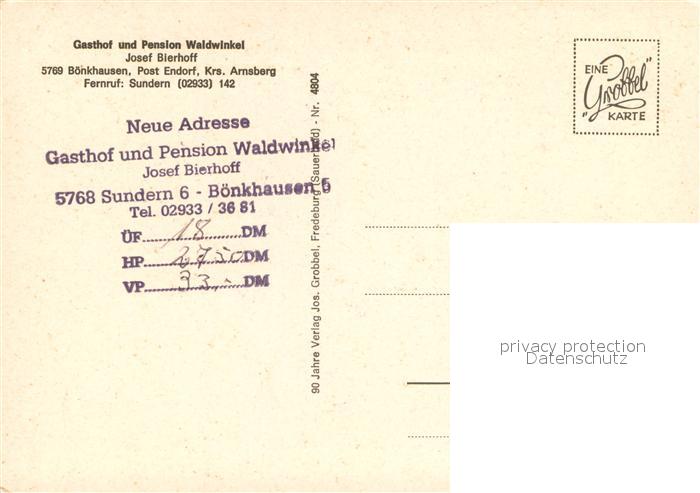 Gasthof und Pension Waldwinkel
Josef Bierhoff
5769 Bönkhausen, Post Endorf, Krs. Arnsberg
Fernruf: Sundern (02933) 142
Neue Adresse
Gasthof und Pension Waldwinkel
Josef Bierhoff
5768 Sundern 6 - Bönkhausen 5
Tel. 02933 / 36 81
ÜF 18 DM
HP 27,50 DM
VP 33,- DM
90 Jahre Verlag Jos. Grobbel, Fredeburg (Sauerland) - Nr. 4804
EINE
"Grobbel"
KARTE
privacy protection
Datenschutz